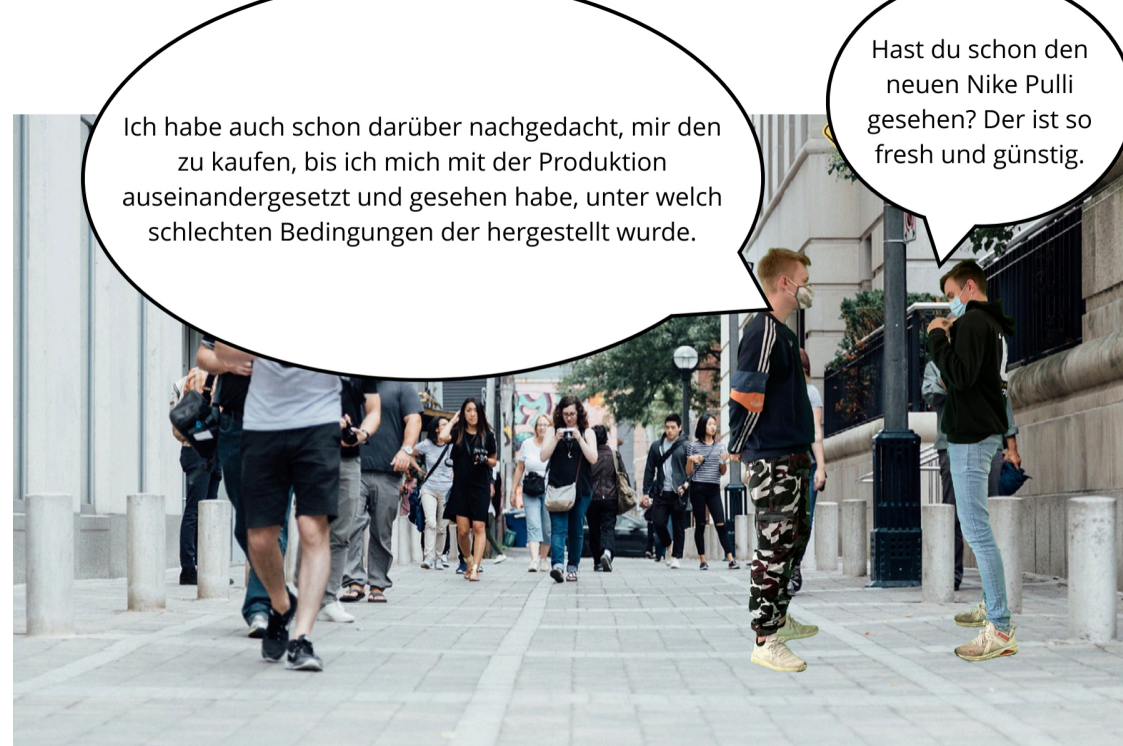 Hast du schon den
neuen Nike Pulli
gesehen? Der ist so
fresh und günstig.
Ich habe auch schon darüber nachgedacht, mir den
zu kaufen, bis ich mich mit der Produktion
auseinandergesetzt und gesehen habe, unter welch
schlechten Bedingungen der hergestellt wurde.